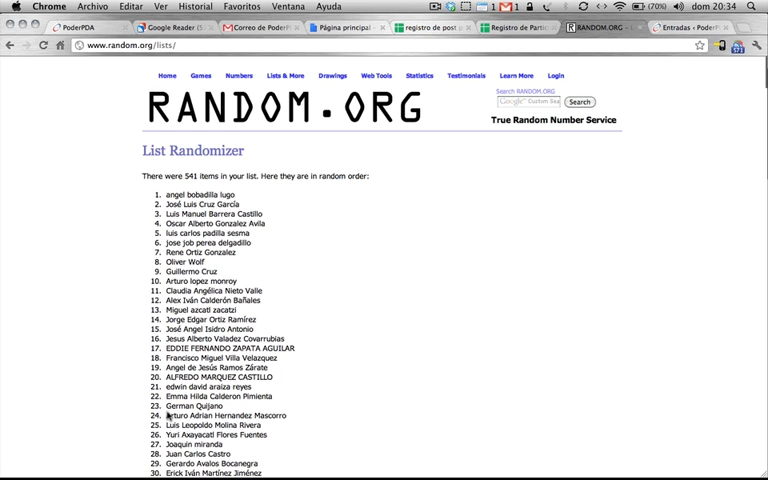 Chrome Archivo Editar Ver Historial Favoritos Ventana Ayuda 1 1 (70%) dom 20:34
PoderPDA Google Reader (5 Correo de PoderP Página principal – registro de post p Registro de Partic RANDOM.ORG – L Entradas ‹ PoderP
www.random.org/lists/
Home Games Numbers Lists & More Drawings Web Tools Statistics Testimonials Learn More Login
Search RANDOM.ORG
RANDOM.ORG
Google™ Custom Sea Search
True Random Number Service
List Randomizer
There were 541 items in your list. Here they are in random order:
1. angel bobadilla lugo
2. José Luis Cruz García
3. Luis Manuel Barrera Castillo
4. Oscar Alberto Gonzalez Avila
5. luis carlos padilla sesma
6. jose job perea delgadillo
7. Rene Ortiz Gonzalez
8. Oliver Wolf
9. Guillermo Cruz
10. Arturo lopez monroy
11. Claudia Angélica Nieto Valle
12. Alex Iván Calderón Bañales
13. Miguel azcatl zacatzi
14. Jorge Edgar Ortiz Ramírez
15. José Angel Isidro Antonio
16. Jesus Alberto Valadez Covarrubias
17. EDDIE FERNANDO ZAPATA AGUILAR
18. Francisco Miguel Villa Velazquez
19. Angel de Jesús Ramos Zárate
20. ALFREDO MARQUEZ CASTILLO
21. edwin david araiza reyes
22. Emma Hilda Calderon Pimienta
23. German Quijano
24. Arturo Adrian Hernandez Mascorro
25. Luis Leopoldo Molina Rivera
26. Yuri Axayacatl Flores Fuentes
27. Joaquin miranda
28. Juan Carlos Castro
29. Gerardo Avalos Bocanegra
30. Erick Iván Martínez Jiménez